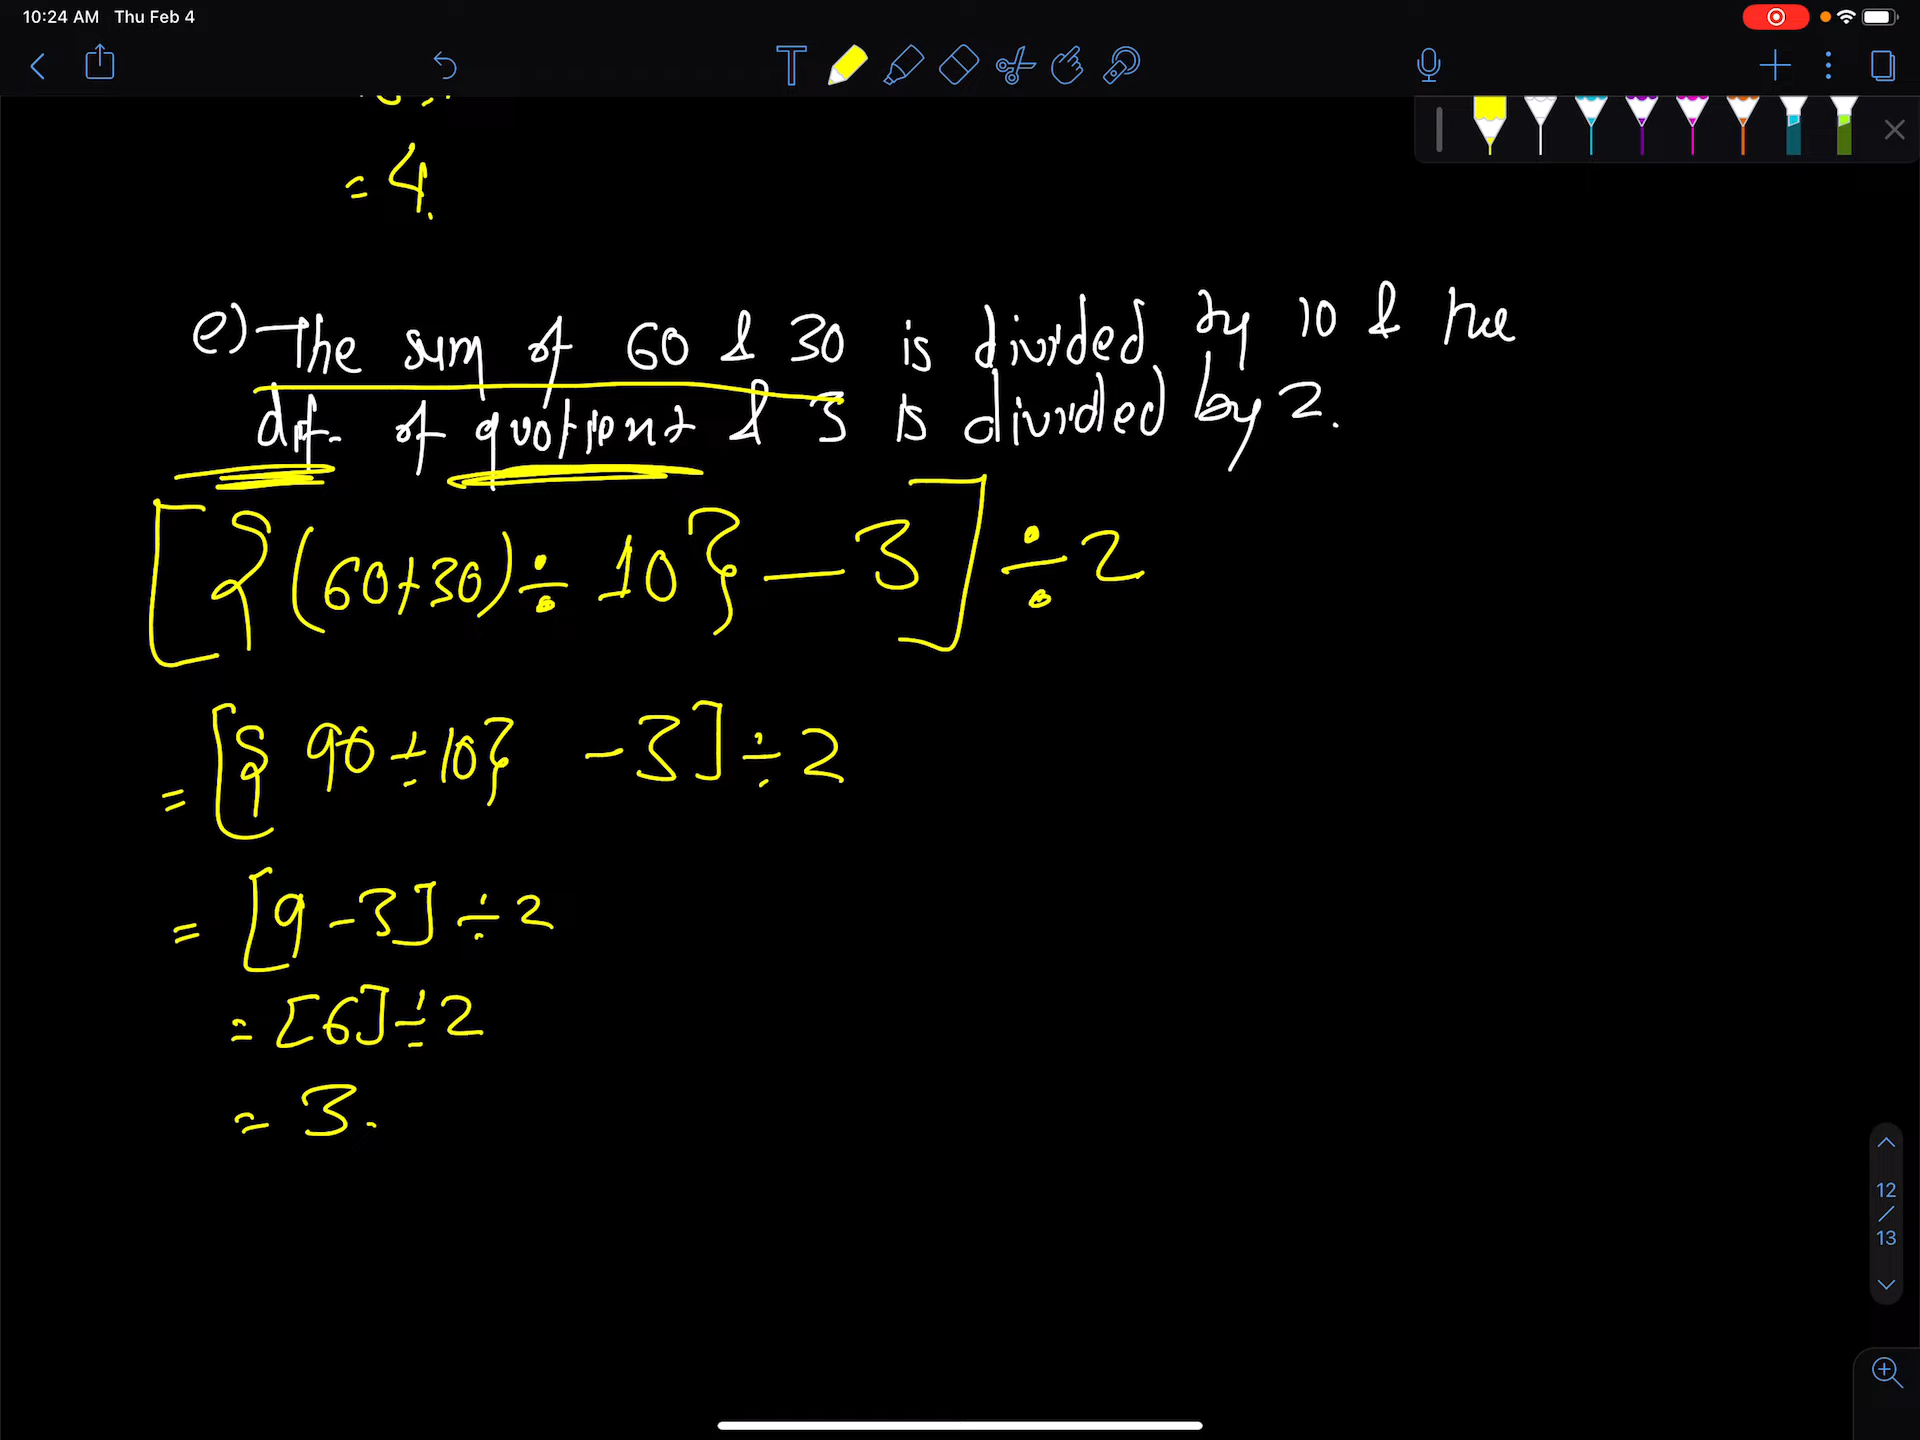 10:24 AM Thu Feb 4
= 4.
e) The sum of 60 & 30 is divided by 10 & the
dif. of quotient & 3 is divided by 2.
[{(60+30) ÷ 10} − 3] ÷ 2
= [{ 90 ÷ 10} - 3] ÷ 2
= [9 - 3] ÷ 2
= [6] ÷ 2
= 3.
12
/
13